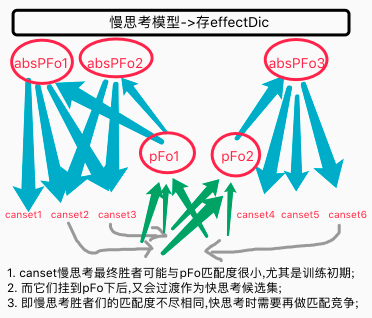 慢思考模型->存effectDic
absPFo1 absPFo2 absPFo3
pFo1 pFo2
canset1 canset2 canset3 canset4 canset5 canset6
1. canset慢思考最终胜者可能与pFo匹配度很小,尤其是训练初期;
2. 而它们挂到pFo下后,又会过渡作为快思考候选集;
3. 即慢思考胜者们的匹配度不尽相同,快思考时需要再做匹配竞争;